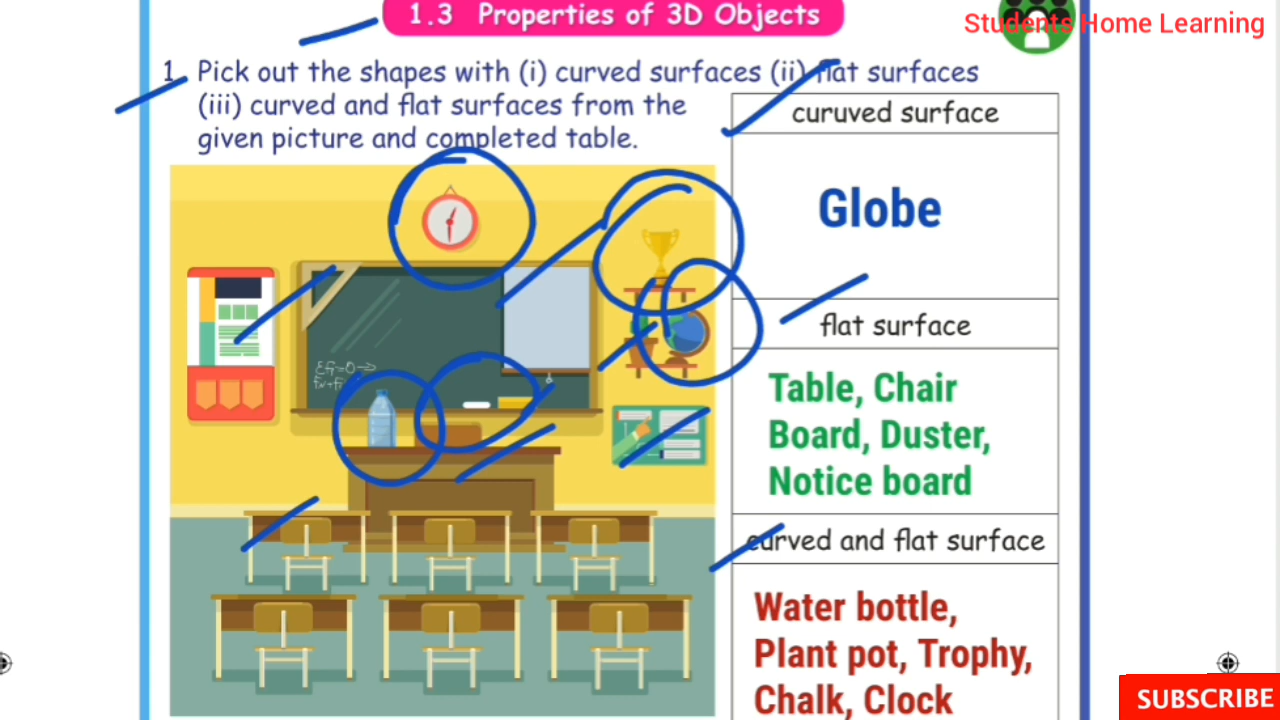 1.3 Properties of 3D Objects
Students Home Learning
1. Pick out the shapes with (i) curved surfaces (ii) flat surfaces
(iii) curved and flat surfaces from the
given picture and completed table.
curuved surface
Globe
flat surface
Table, Chair
Board, Duster,
Notice board
curved and flat surface
Water bottle,
Plant pot, Trophy,
Chalk, Clock
SUBSCRIBE